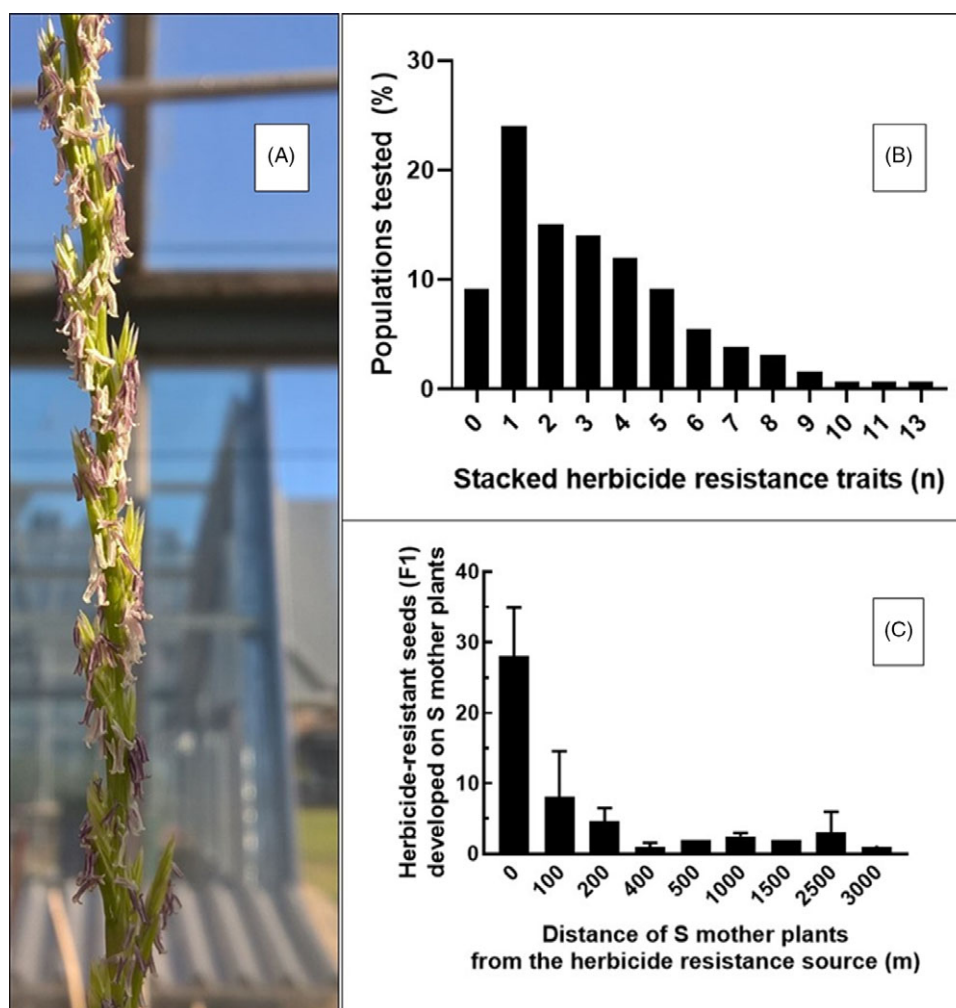 (A)
(B)
Populations tested (%)
30
20
10
0
0 1 2 3 4 5 6 7 8 9 10 11 13
Stacked herbicide resistance traits (n)
(C)
Herbicide-resistant seeds (F1)
developed on S mother plants
40
30
20
10
0
0 100 200 400 500 1000 1500 2500 3000
Distance of S mother plants
from the herbicide resistance source (m)